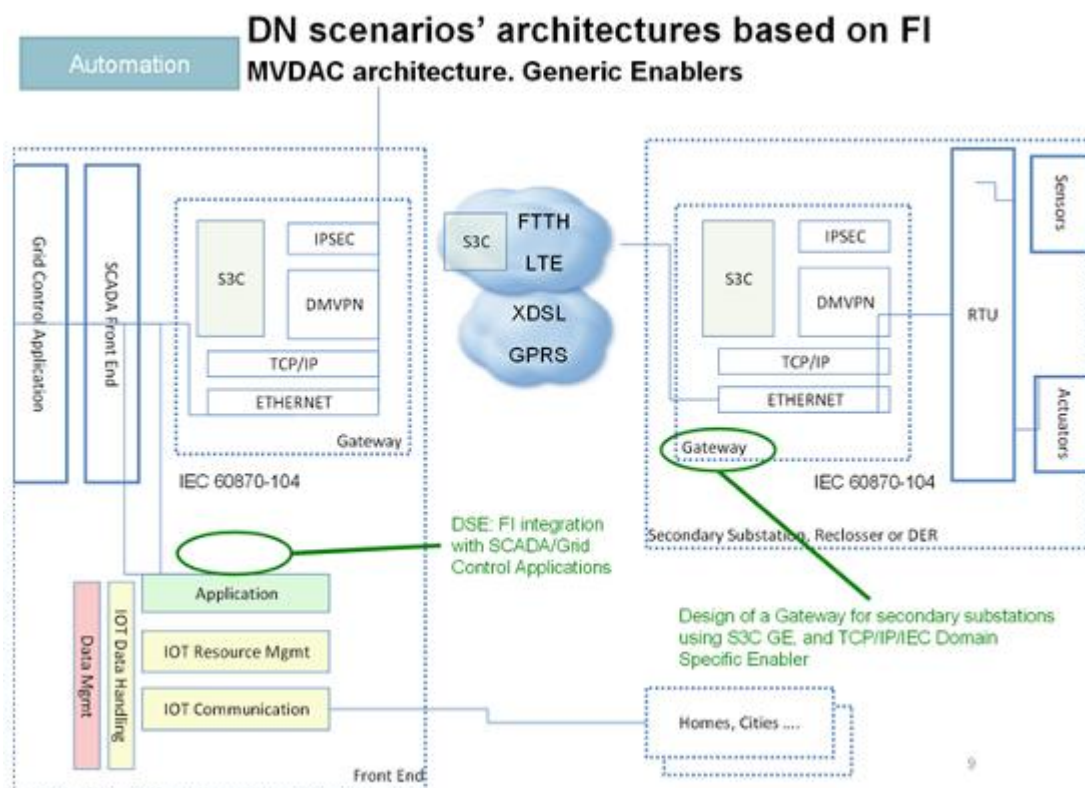 DN scenarios' architectures based on FI
Automation
MVDAC architecture. Generic Enablers
Grid Control Application
SCADA Front End
S3C
IPSEC
DMVPN
TCP/IP
ETHERNET
Gateway
IEC 60870-104
S3C
FTTH
LTE
XDSL
GPRS
S3C
IPSEC
DMVPN
TCP/IP
ETHERNET
Gateway
IEC 60870-104
RTU
Sensors
Actuators
Secondary Substation, Reclosser or DER
DSE: FI integration
with SCADA/Grid
Control Applications
Design of a Gateway for secondary substations
using S3C GE, and TCP/IP/IEC Domain
Specific Enabler
Data Mgmt
IOT Data Handling
Application
IOT Resource Mgmt
IOT Communication
Front End
Homes, Cities ....
9